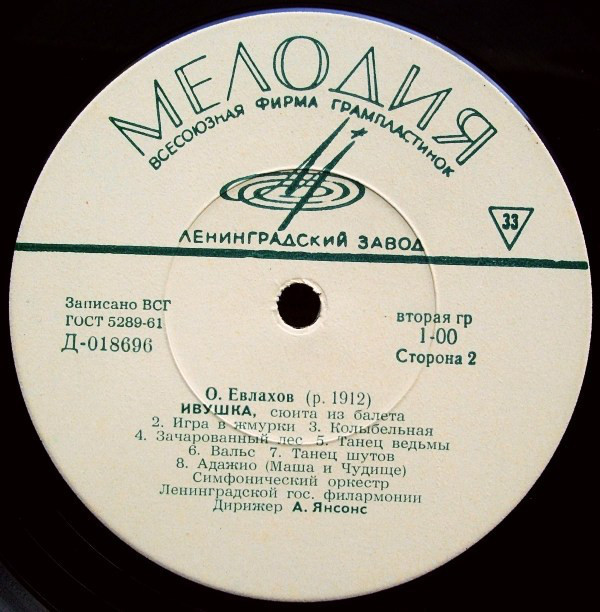 МЕЛОДИЯ
ВСЕСОЮЗНАЯ ФИРМА ГРАМПЛАСТИНОК
ЛЕНИНГРАДСКИЙ ЗАВОД
33
Записано ВСГ
ГОСТ 5289-61
Д-018696
вторая гр
1-00
Сторона 2
О. Евлахов (р. 1912)
ИВУШКА, сюита из балета
2. Игра в жмурки 3. Колыбельная
4. Зачарованный лес 5. Танец ведьмы
6. Вальс 7. Танец шутов
8. Адажио (Маша и Чудище)
Симфонический оркестр
Ленинградской гос. филармонии
Дирижер А. Янсонс